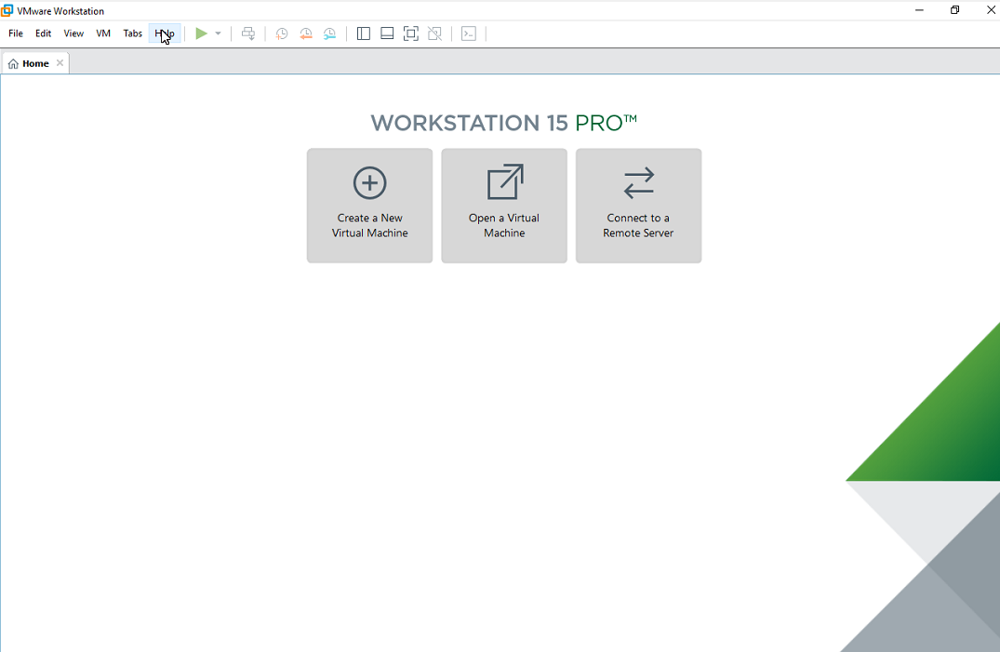 VMware Workstation
File Edit View VM Tabs Help
Home
WORKSTATION 15 PRO™
Create a New
Virtual Machine
Open a Virtual
Machine
Connect to a
Remote Server